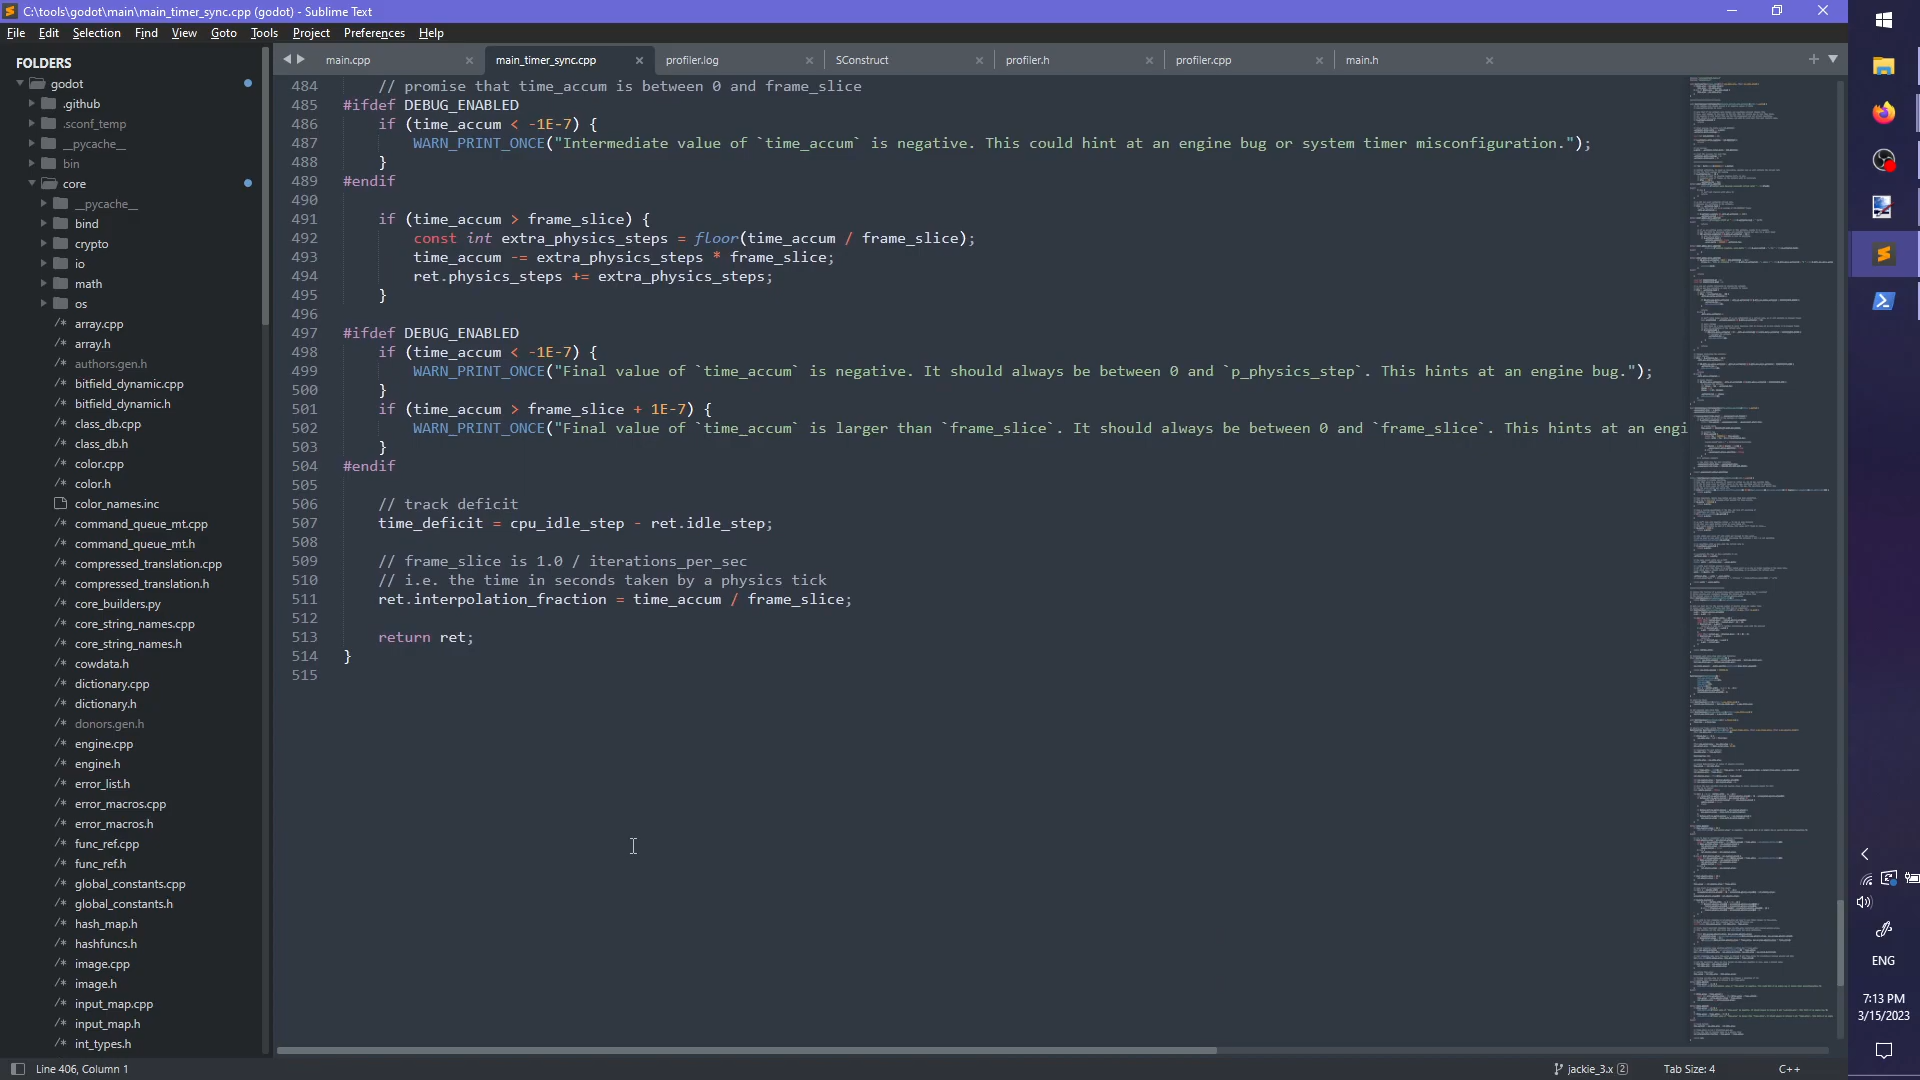 C:\tools\godot\main\main_timer_sync.cpp (godot) - Sublime Text
File Edit Selection Find View Goto Tools Project Preferences Help
FOLDERS
godot
.github
.sconf_temp
__pycache__
bin
core
__pycache__
bind
crypto
io
math
os
/* array.cpp
/* array.h
/* authors.gen.h
/* bitfield_dynamic.cpp
/* bitfield_dynamic.h
/* class_db.cpp
/* class_db.h
/* color.cpp
/* color.h
color_names.inc
/* command_queue_mt.cpp
/* command_queue_mt.h
/* compressed_translation.cpp
/* compressed_translation.h
/* core_builders.py
/* core_string_names.cpp
/* core_string_names.h
/* cowdata.h
/* dictionary.cpp
/* dictionary.h
/* donors.gen.h
/* engine.cpp
/* engine.h
/* error_list.h
/* error_macros.cpp
/* error_macros.h
/* func_ref.cpp
/* func_ref.h
/* global_constants.cpp
/* global_constants.h
/* hash_map.h
/* hashfuncs.h
/* image.cpp
/* image.h
/* input_map.cpp
/* input_map.h
/* int_types.h
main.cpp main_timer_sync.cpp profiler.log SConstruct profiler.h profiler.cpp main.h
484 // promise that time_accum is between 0 and frame_slice
485 #ifdef DEBUG_ENABLED
486 if (time_accum < -1E-7) {
487 WARN_PRINT_ONCE("Intermediate value of `time_accum` is negative. This could hint at an engine bug or system timer misconfiguration.");
488 }
489 #endif
490
491 if (time_accum > frame_slice) {
492 const int extra_physics_steps = floor(time_accum / frame_slice);
493 time_accum -= extra_physics_steps * frame_slice;
494 ret.physics_steps += extra_physics_steps;
495 }
496
497 #ifdef DEBUG_ENABLED
498 if (time_accum < -1E-7) {
499 WARN_PRINT_ONCE("Final value of `time_accum` is negative. It should always be between 0 and `p_physics_step`. This hints at an engine bug.");
500 }
501 if (time_accum > frame_slice + 1E-7) {
502 WARN_PRINT_ONCE("Final value of `time_accum` is larger than `frame_slice`. It should always be between 0 and `frame_slice`. This hints at an engi
503 }
504 #endif
505
506 // track deficit
507 time_deficit = cpu_idle_step - ret.idle_step;
508
509 // frame_slice is 1.0 / iterations_per_sec
510 // i.e. the time in seconds taken by a physics tick
511 ret.interpolation_fraction = time_accum / frame_slice;
512
513 return ret;
514 }
515
Line 406, Column 1
jackie_3.x 2
Tab Size: 4
C++
ENG
7:13 PM
3/15/2023